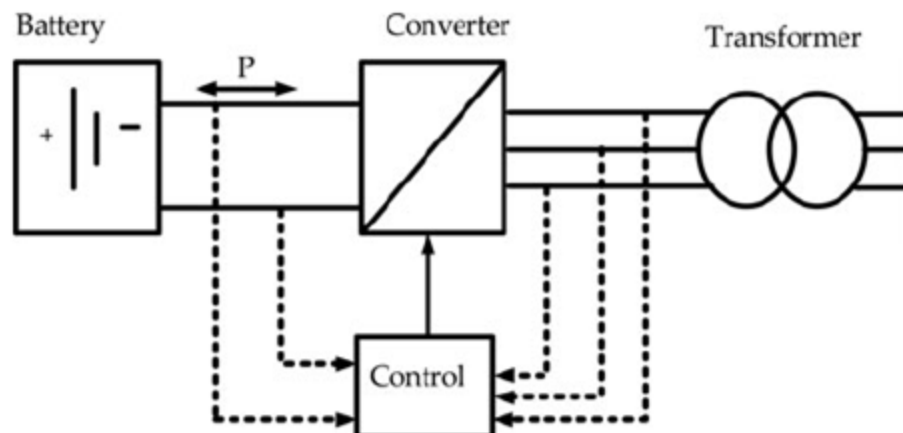 Battery
Converter
Transformer
P
+ -
Control